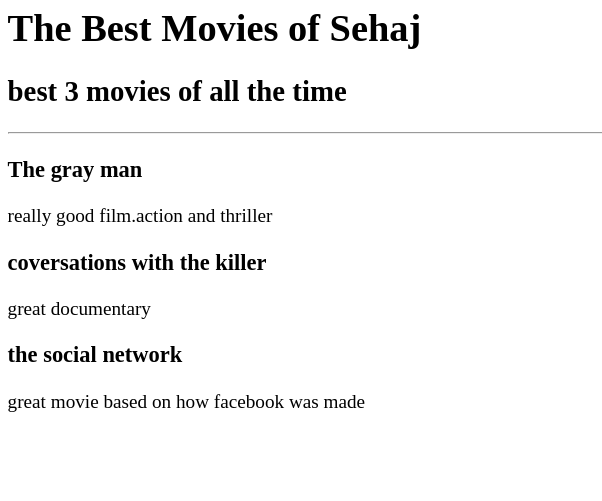 The Best Movies of Sehaj
best 3 movies of all the time
The gray man
really good film.action and thriller
coversations with the killer
great documentary
the social network
great movie based on how facebook was made